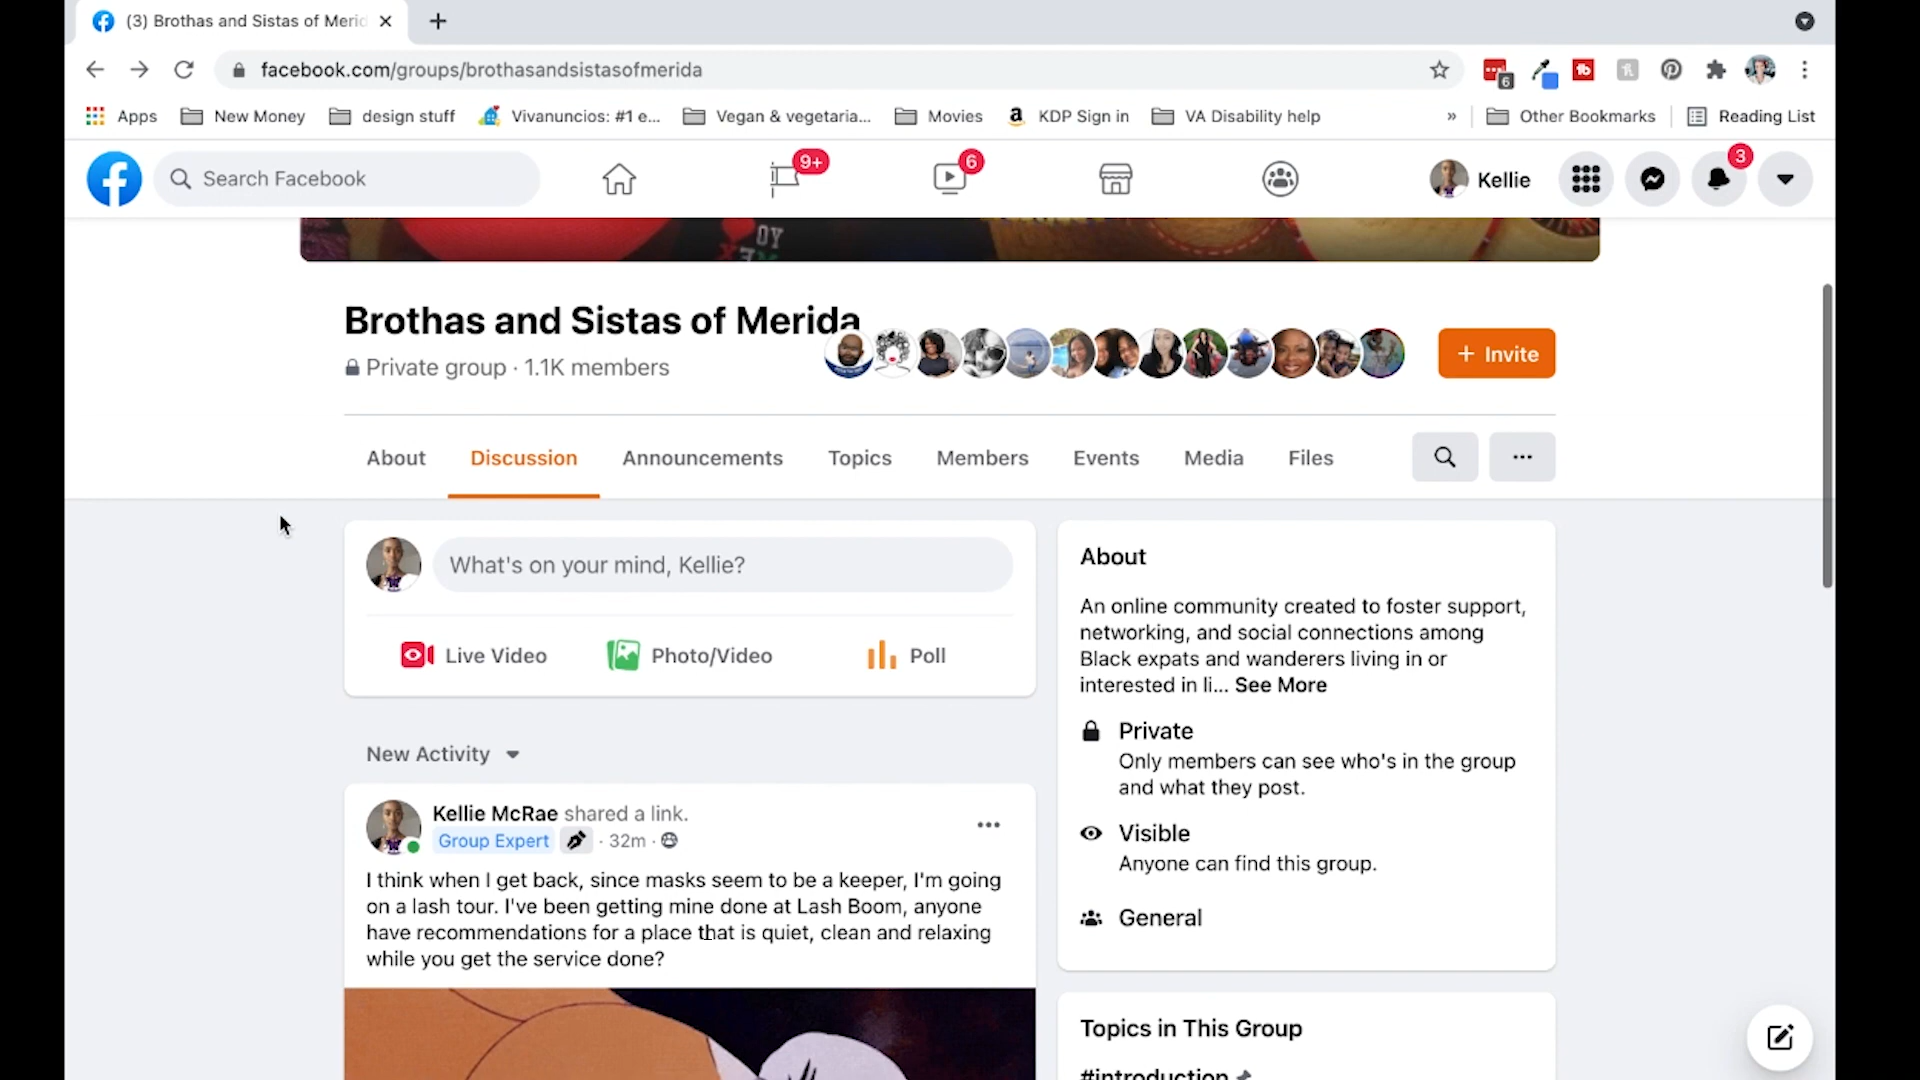 (3) Brothas and Sistas of Merid
facebook.com/groups/brothasandsistasofmerida
6
Apps New Money design stuff Vivanuncios: #1 e... Vegan & vegetaria... Movies KDP Sign in VA Disability help » Other Bookmarks Reading List
Search Facebook 9+ 6 Kellie 3
YO
MEX
Brothas and Sistas of Merida
Private group · 1.1K members
+ Invite
About Discussion Announcements Topics Members Events Media Files
What's on your mind, Kellie?
Live Video Photo/Video Poll
New Activity
Kellie McRae shared a link.
Group Expert · 32m ·
I think when I get back, since masks seem to be a keeper, I'm going
on a lash tour. I've been getting mine done at Lash Boom, anyone
have recommendations for a place that is quiet, clean and relaxing
while you get the service done?
About
An online community created to foster support,
networking, and social connections among
Black expats and wanderers living in or
interested in li... See More
Private
Only members can see who's in the group
and what they post.
Visible
Anyone can find this group.
General
Topics in This Group
#introduction